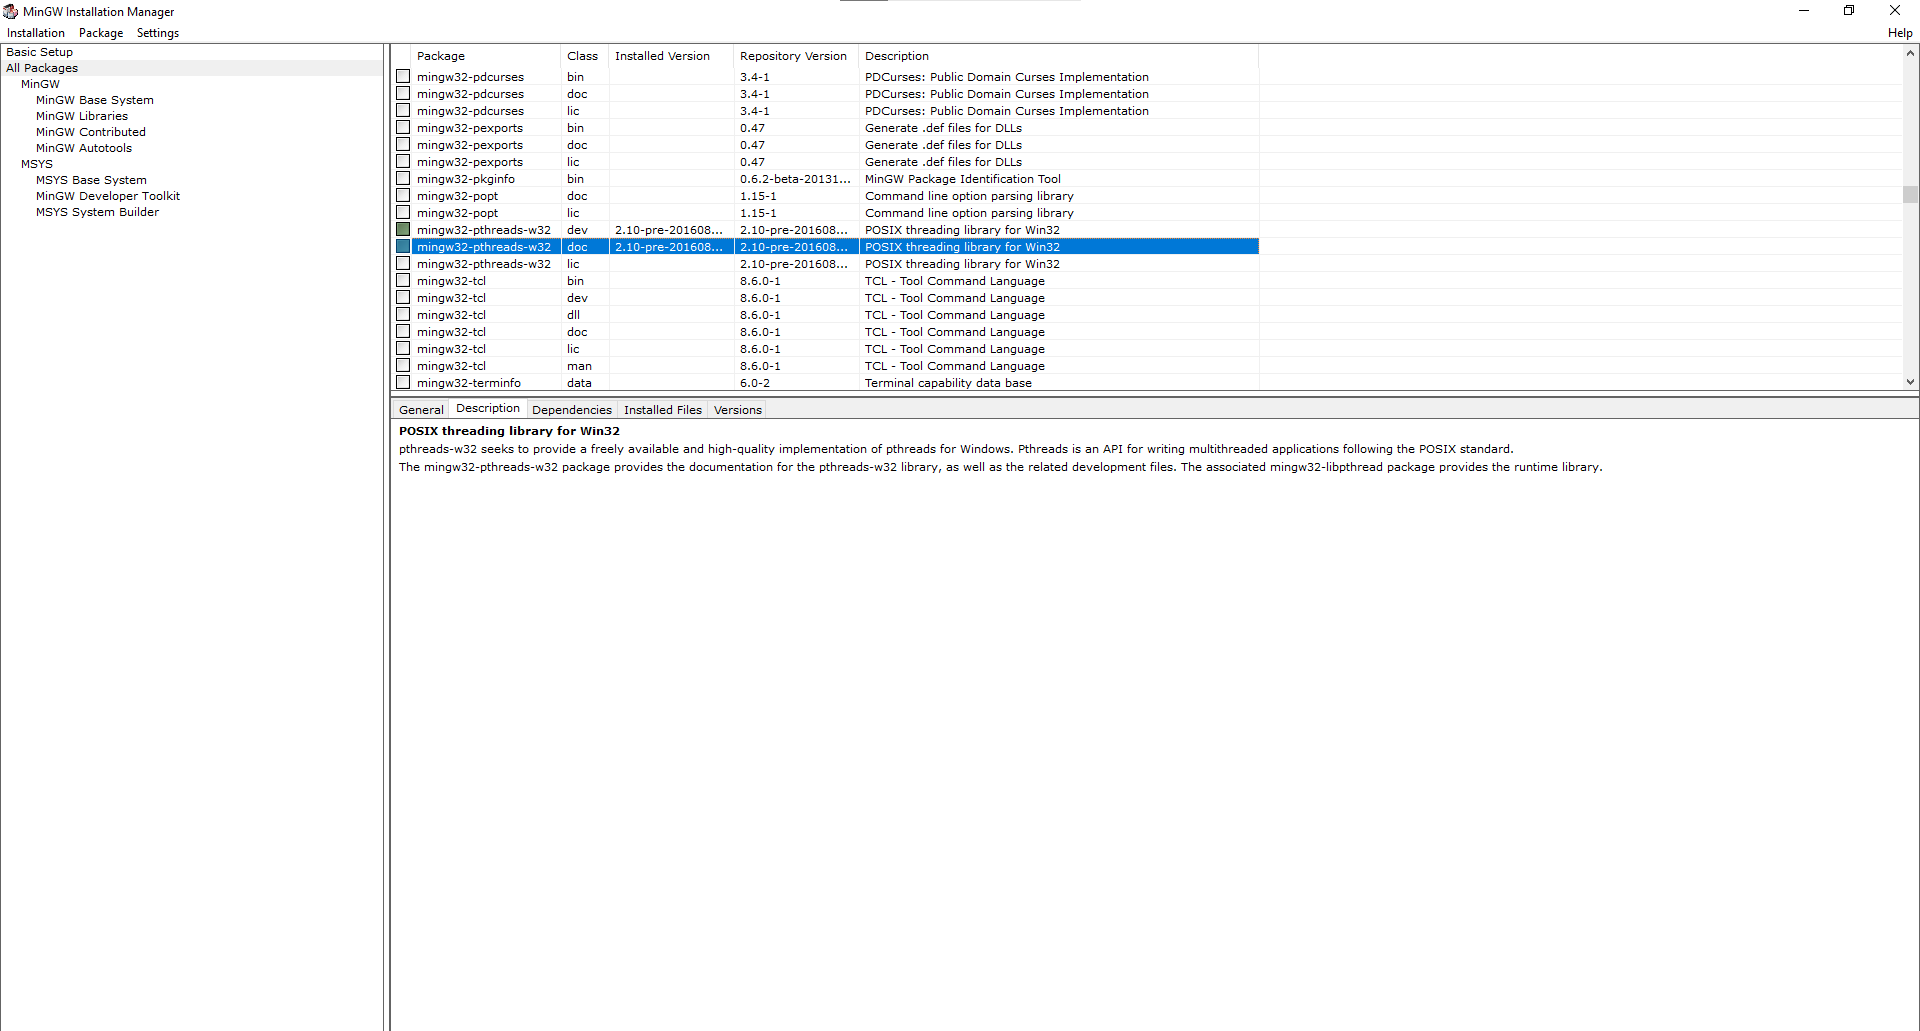 MinGW Installation Manager
Installation Package Settings Help
Basic Setup
All Packages
MinGW
MinGW Base System
MinGW Libraries
MinGW Contributed
MinGW Autotools
MSYS
MSYS Base System
MinGW Developer Toolkit
MSYS System Builder
Package Class Installed Version Repository Version Description
mingw32-pdcurses bin 3.4-1 PDCurses: Public Domain Curses Implementation
mingw32-pdcurses doc 3.4-1 PDCurses: Public Domain Curses Implementation
mingw32-pdcurses lic 3.4-1 PDCurses: Public Domain Curses Implementation
mingw32-pexports bin 0.47 Generate .def files for DLLs
mingw32-pexports doc 0.47 Generate .def files for DLLs
mingw32-pexports lic 0.47 Generate .def files for DLLs
mingw32-pkginfo bin 0.6.2-beta-20131... MinGW Package Identification Tool
mingw32-popt doc 1.15-1 Command line option parsing library
mingw32-popt lic 1.15-1 Command line option parsing library
mingw32-pthreads-w32 dev 2.10-pre-201608... 2.10-pre-201608... POSIX threading library for Win32
mingw32-pthreads-w32 doc 2.10-pre-201608... 2.10-pre-201608... POSIX threading library for Win32
mingw32-pthreads-w32 lic 2.10-pre-201608... POSIX threading library for Win32
mingw32-tcl bin 8.6.0-1 TCL - Tool Command Language
mingw32-tcl dev 8.6.0-1 TCL - Tool Command Language
mingw32-tcl dll 8.6.0-1 TCL - Tool Command Language
mingw32-tcl doc 8.6.0-1 TCL - Tool Command Language
mingw32-tcl lic 8.6.0-1 TCL - Tool Command Language
mingw32-tcl man 8.6.0-1 TCL - Tool Command Language
mingw32-terminfo data 6.0-2 Terminal capability data base
General Description Dependencies Installed Files Versions
POSIX threading library for Win32
pthreads-w32 seeks to provide a freely available and high-quality implementation of pthreads for Windows. Pthreads is an API for writing multithreaded applications following the POSIX standard.
The mingw32-pthreads-w32 package provides the documentation for the pthreads-w32 library, as well as the related development files. The associated mingw32-libpthread package provides the runtime library.